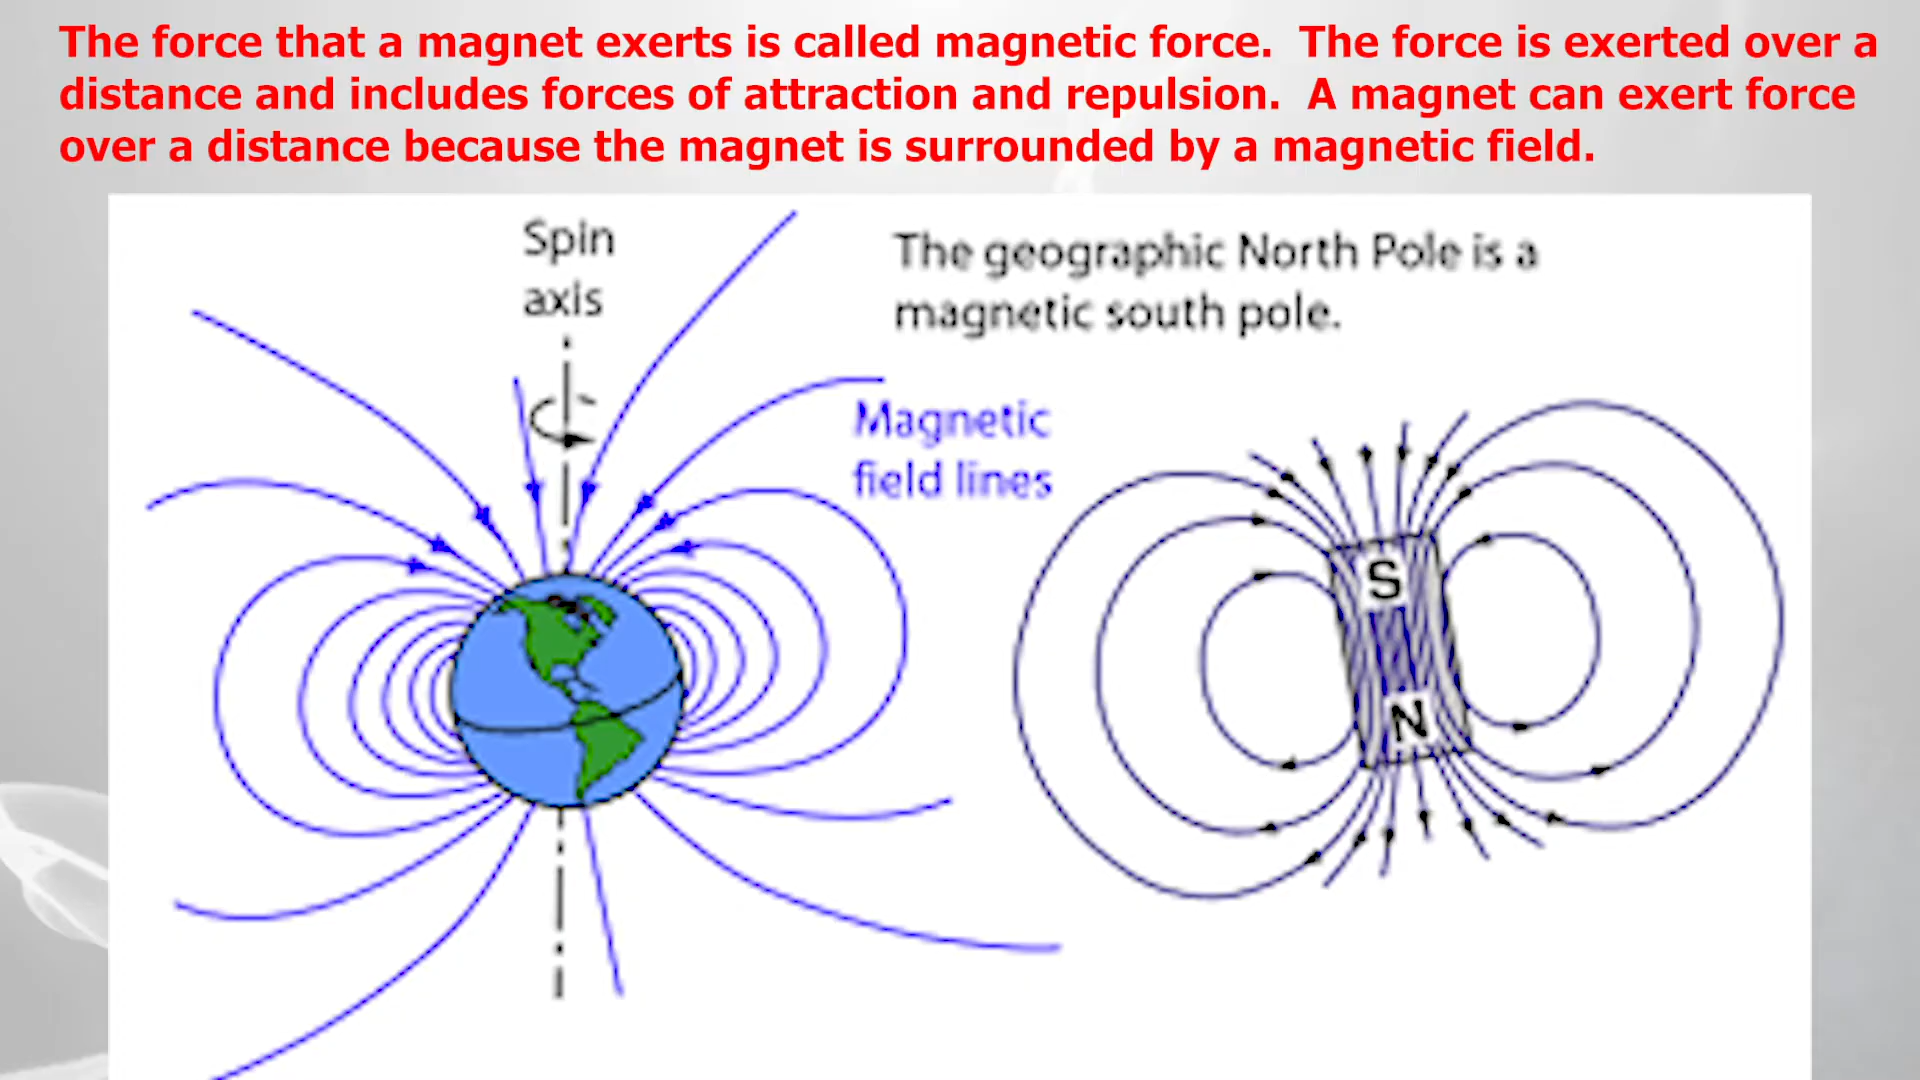 The force that a magnet exerts is called magnetic force.  The force is exerted over a
distance and includes forces of attraction and repulsion.  A magnet can exert force
over a distance because the magnet is surrounded by a magnetic field.
Spin
axis
The geographic North Pole is a
magnetic south pole.
Magnetic
field lines
S
N